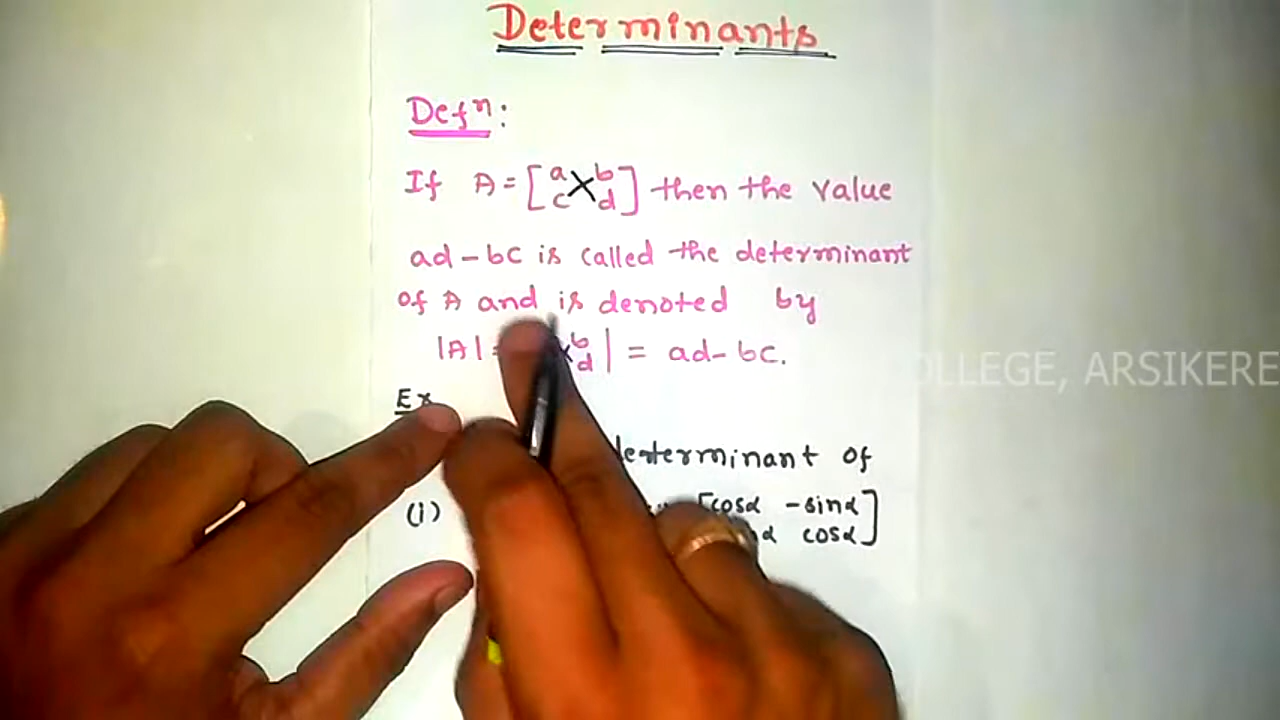 Determinants
Defn:
If A = [a b c d] then the value
ad - bc is called the determinant
of A and is denoted by
|A| = b d | = ad - bc.
Ex
determinant of
(i) [cosα -sinα
α cosα]
OLLEGE, ARSIKERE